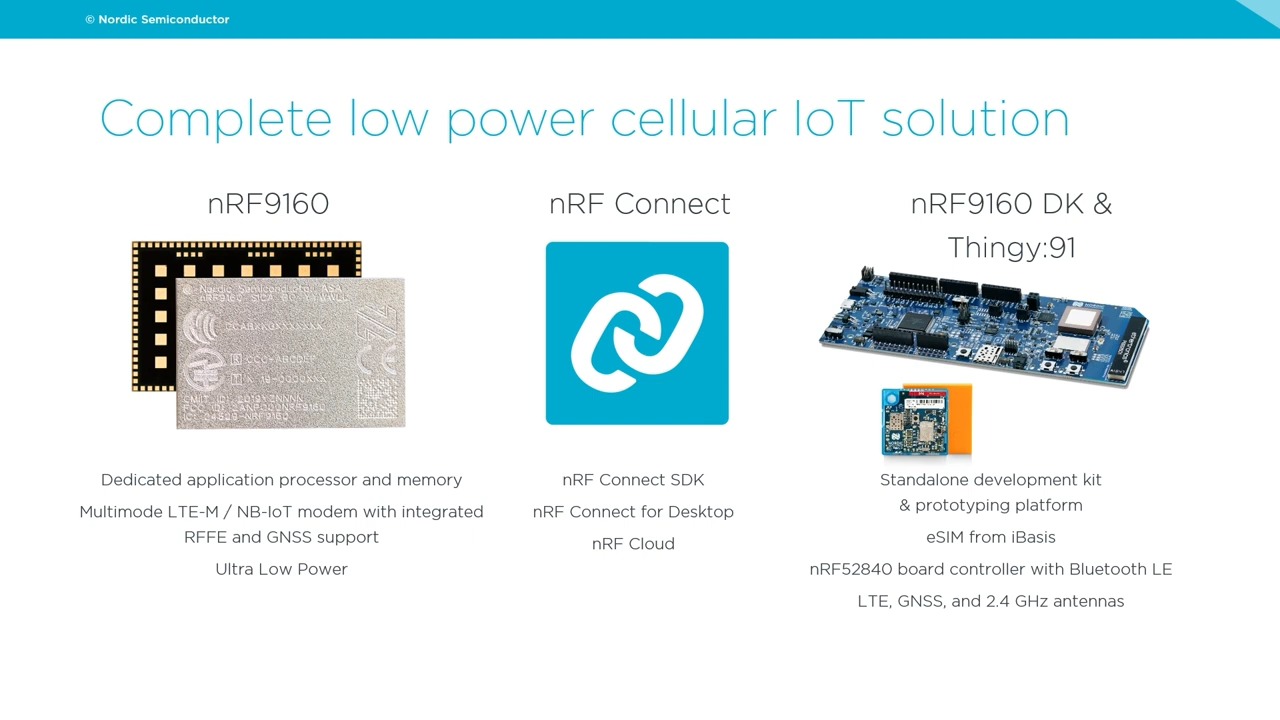 © Nordic Semiconductor
Complete low power cellular IoT solution
nRF9160
nRF Connect
nRF9160 DK &
Thingy:91
Nordic Semiconductor ASA
Dedicated application processor and memory
Multimode LTE-M / NB-IoT modem with integrated
RFFE and GNSS support
Ultra Low Power
nRF Connect SDK
nRF Connect for Desktop
nRF Cloud
Standalone development kit
& prototyping platform
eSIM from iBasis
nRF52840 board controller with Bluetooth LE
LTE, GNSS, and 2.4 GHz antennas